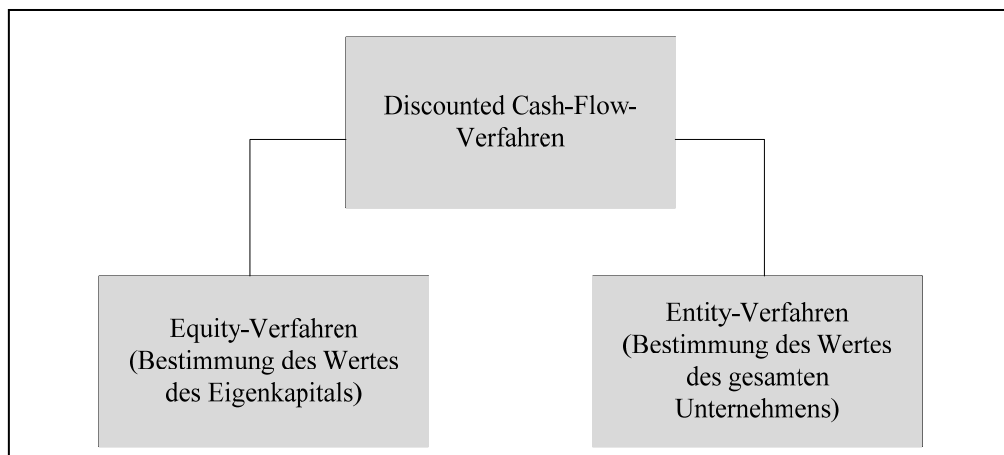 Discounted Cash-Flow-
Verfahren
Equity-Verfahren
(Bestimmung des Wertes
des Eigenkapitals)
Entity-Verfahren
(Bestimmung des Wertes
des gesamten
Unternehmens)